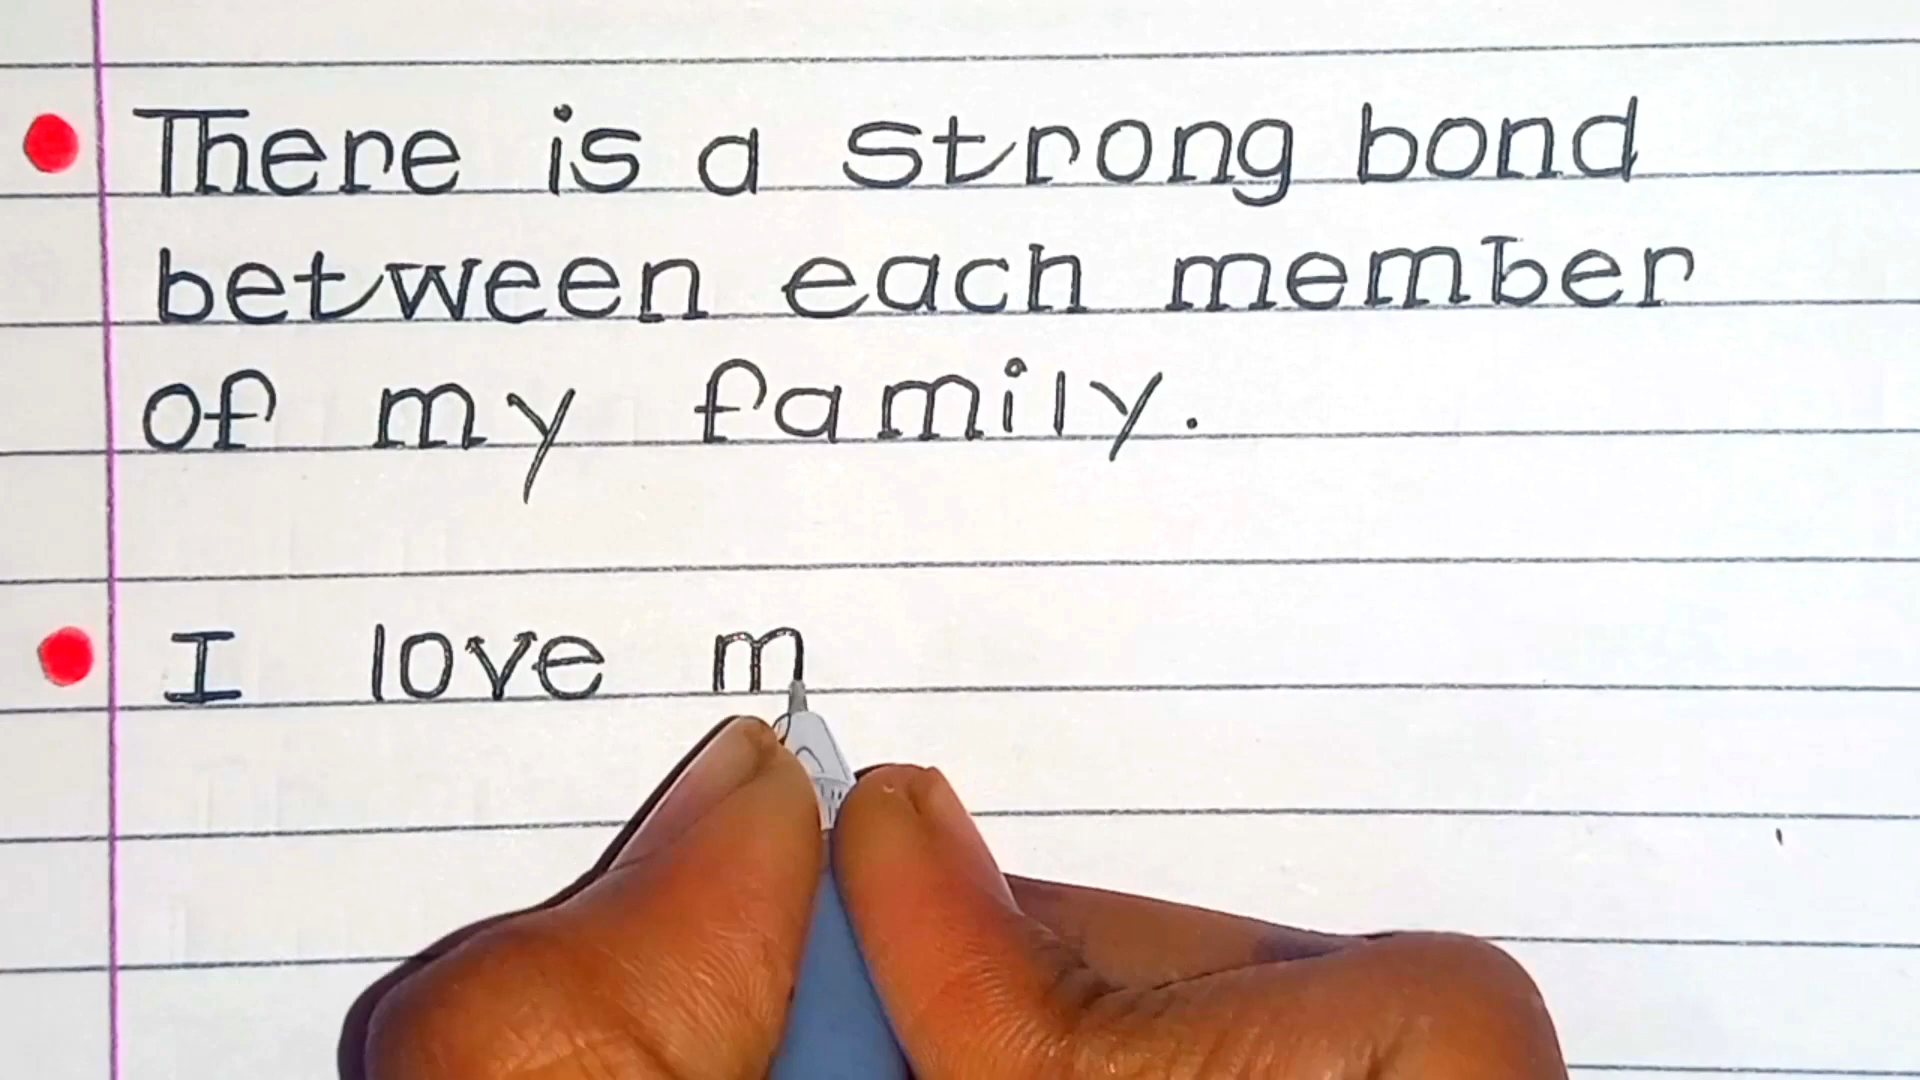 There is a strong bond
between each member
of my family.
I love m